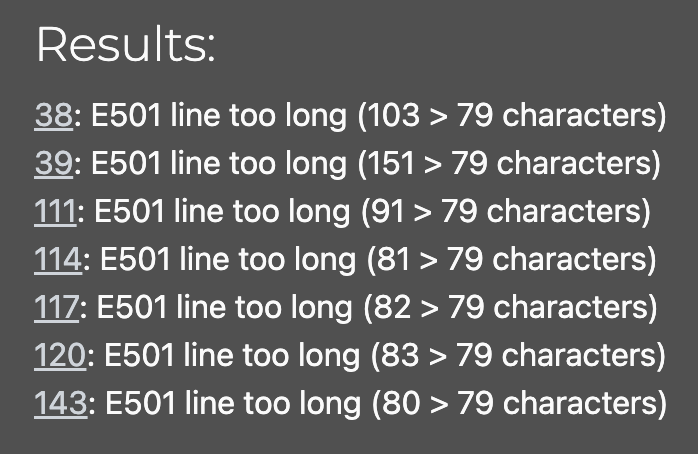 Results:
38: E501 line too long (103 > 79 characters)
39: E501 line too long (151 > 79 characters)
111: E501 line too long (91 > 79 characters)
114: E501 line too long (81 > 79 characters)
117: E501 line too long (82 > 79 characters)
120: E501 line too long (83 > 79 characters)
143: E501 line too long (80 > 79 characters)